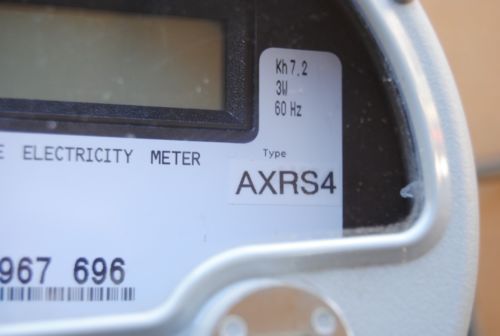 Kh 7.2
3W
60 Hz
ELECTRICITY METER
Type
AXRS4
967 696